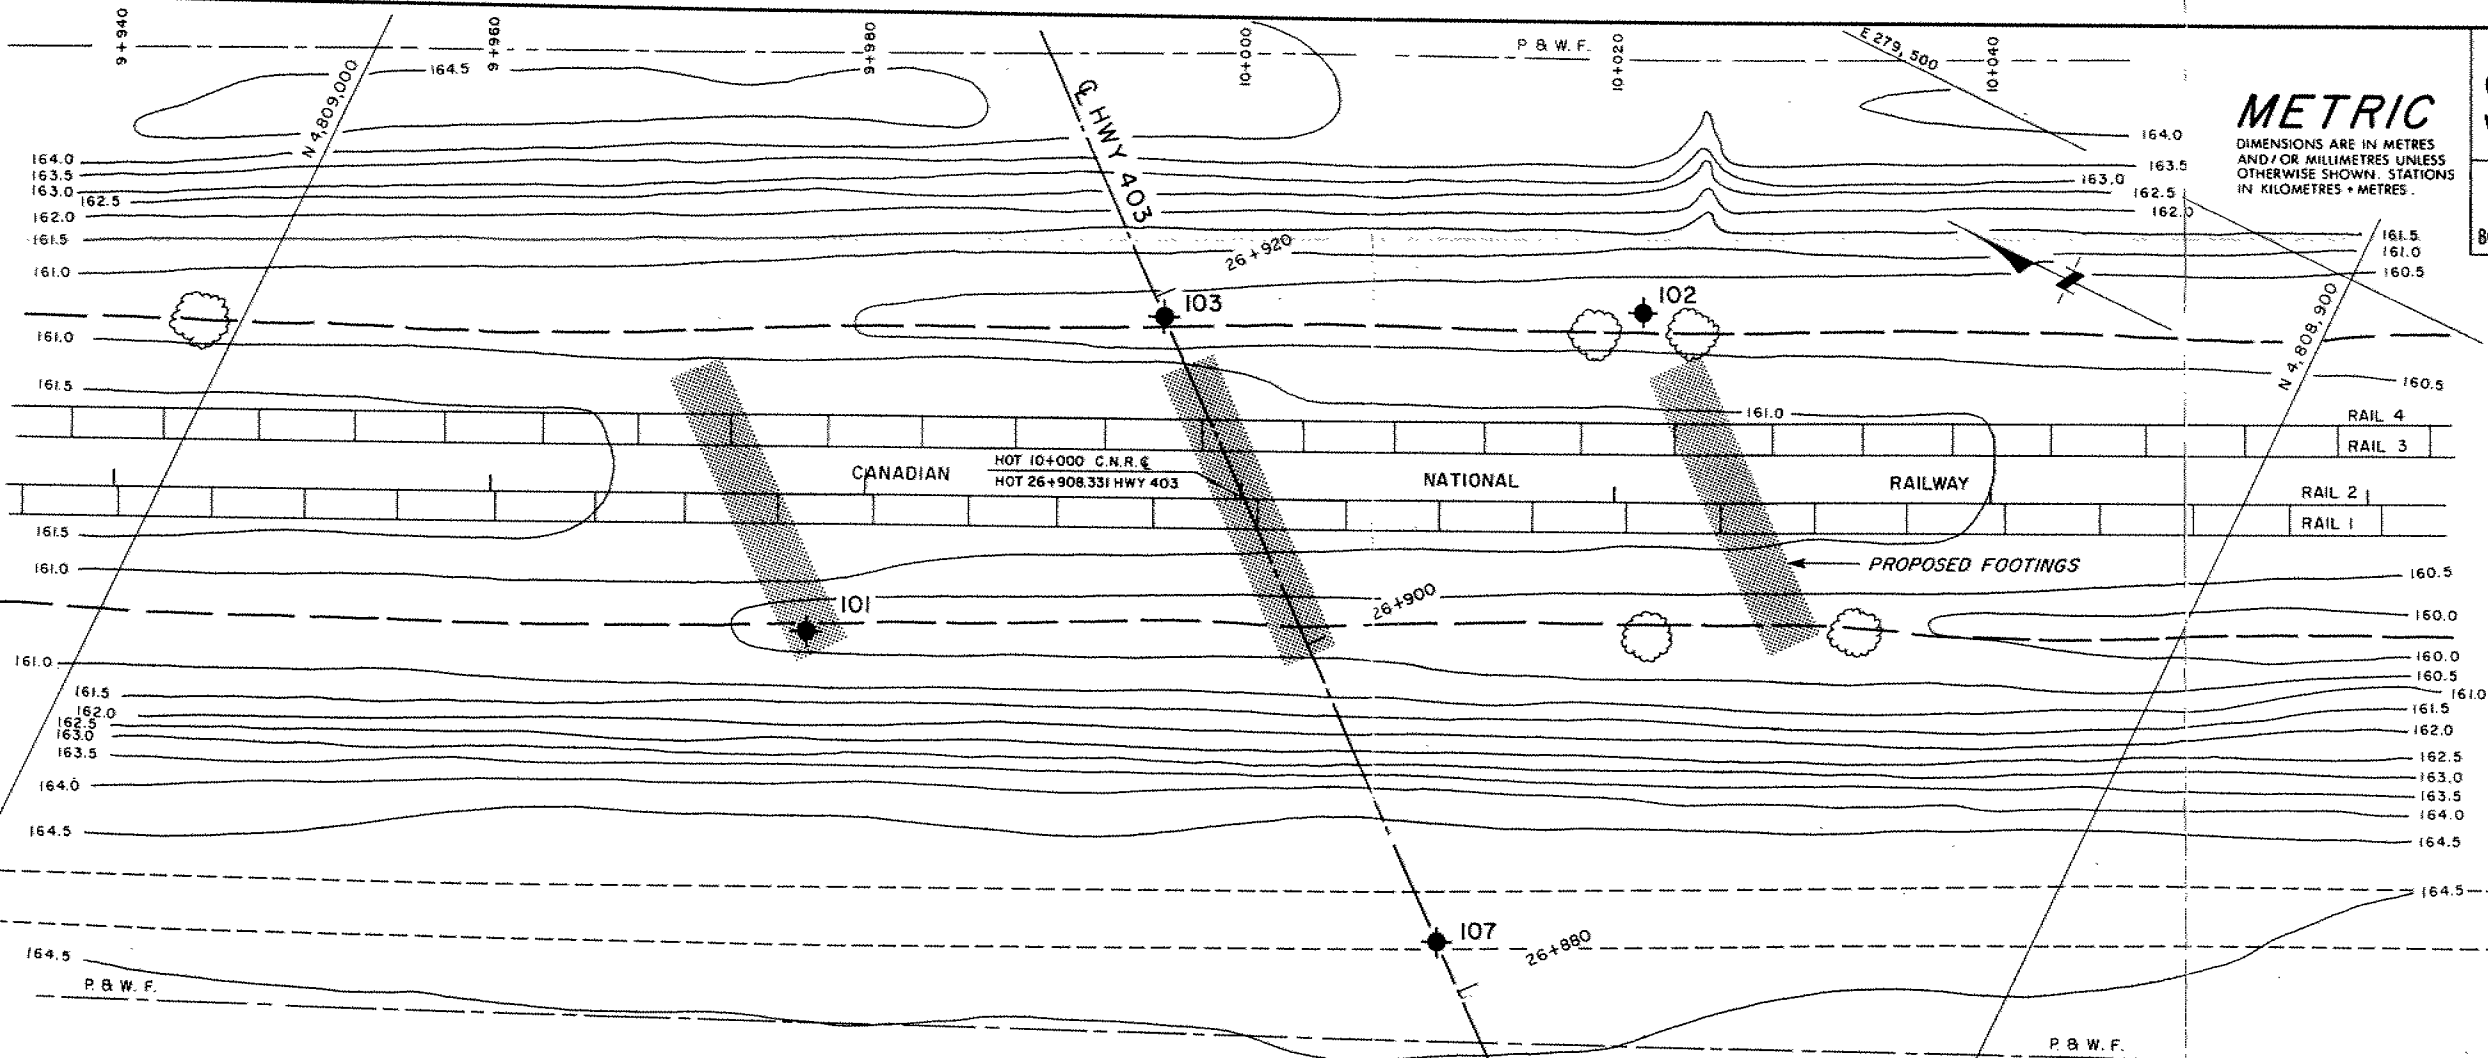 9+940
9+960
9+980
10+000
10+020
10+040
P. & W. F.
E 279, 500
N 4,809,000
164.5
℄ HWY 403
METRIC
DIMENSIONS ARE IN METRES
AND/OR MILLIMETRES UNLESS
OTHERWISE SHOWN. STATIONS
IN KILOMETRES + METRES.
164.0
163.5
163.0
162.5
162.0
161.5
161.0
164.0
163.5
163.0
162.5
162.0
161.5
161.0
160.5
26+920
103
102
N 4,808,900
161.0
161.5
160.5
161.0
RAIL 4
RAIL 3
CANADIAN
HOT 10+000 C.N.R. ℄
HOT 26+908.331 HWY 403
NATIONAL
RAILWAY
RAIL 2
RAIL 1
161.5
161.0
PROPOSED FOOTINGS
160.5
101
26+900
160.0
161.0
160.0
160.5
161.0
161.5
162.0
162.5
163.0
163.5
164.0
164.5
161.5
162.0
162.5
163.0
163.5
164.0
164.5
164.5
107
26+880
164.5
P. & W. F.
P. & W. F.